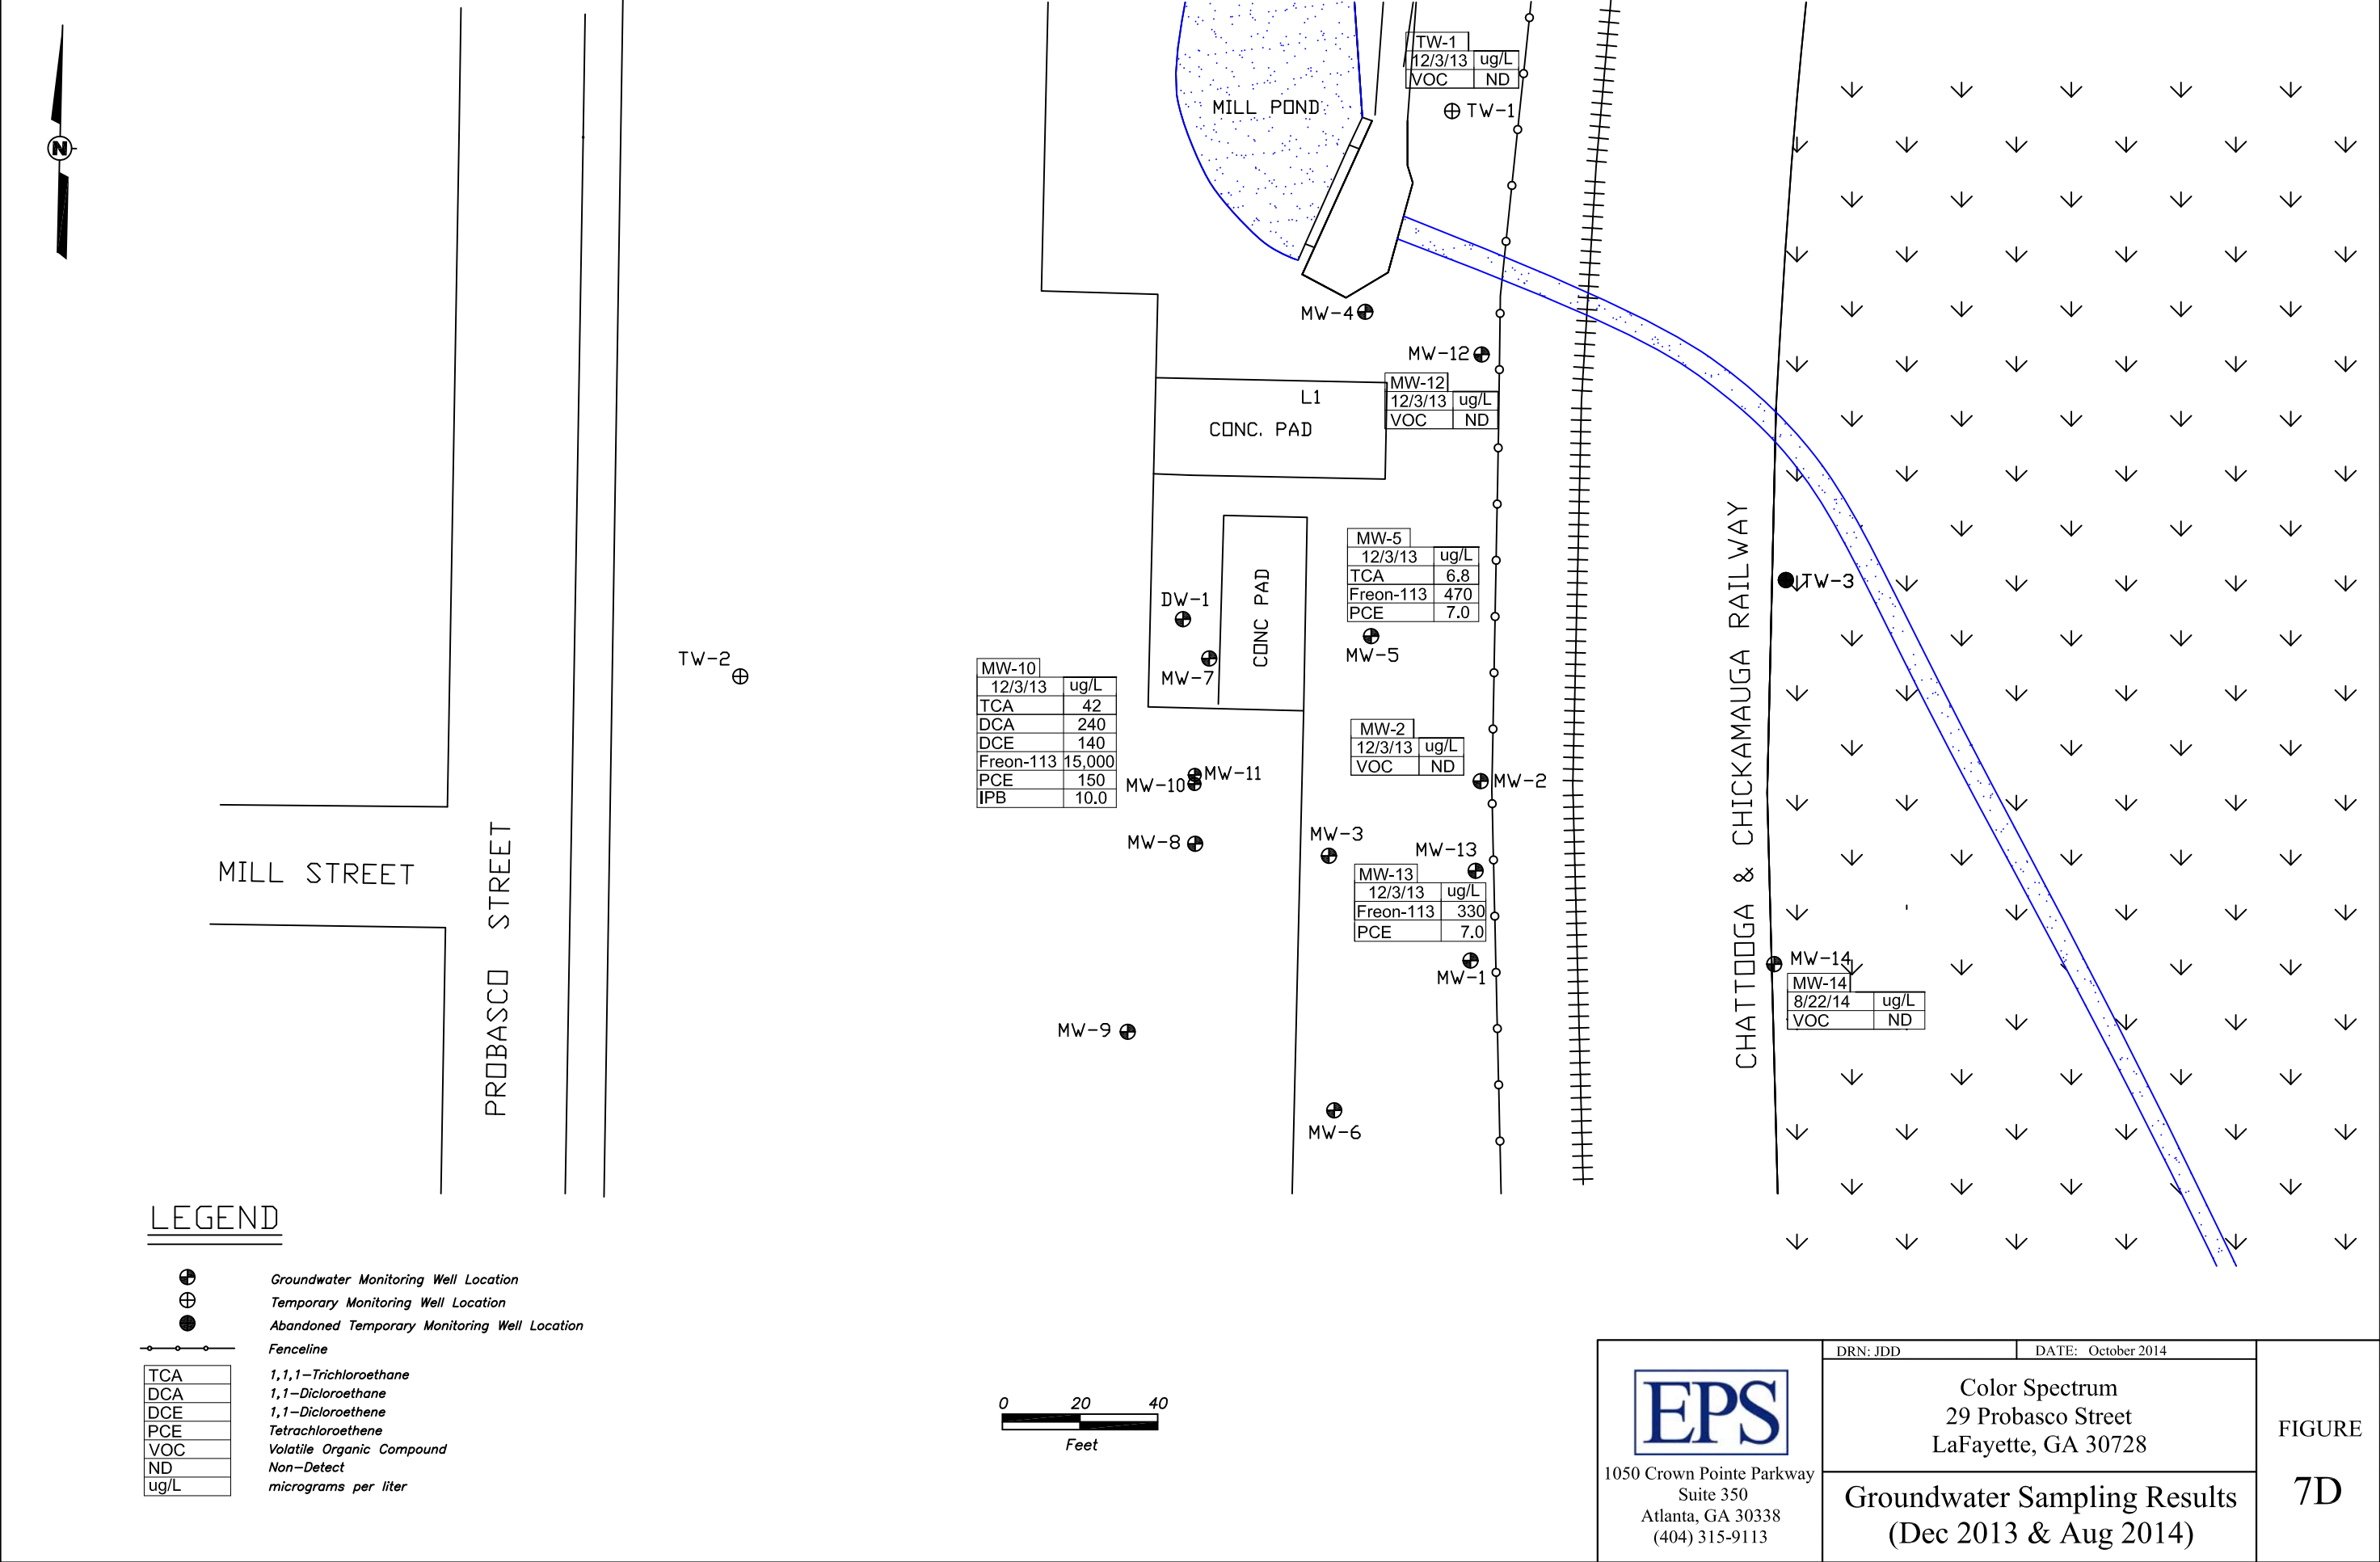 N
TW-1
12/3/13 ug/L
VOC ND
MILL POND
TW-1
MW-4
MW-12
MW-12
12/3/13 ug/L
VOC ND
L1
CONC. PAD
MW-5
12/3/13 ug/L
TCA 6.8
Freon-113 470
PCE 7.0
MW-5
DW-1
MW-7
CONC PAD
TW-3
TW-2
CHATTOOGA & CHICKAMAUGA RAILWAY
MW-10
12/3/13 ug/L
TCA 42
DCA 240
DCE 140
Freon-113 15,000
PCE 150
IPB 10.0
MW-11
MW-10
MW-8
MW-2
12/3/13 ug/L
VOC ND
MW-2
MW-3
MW-13
MW-13
12/3/13 ug/L
Freon-113 330
PCE 7.0
MW-1
MILL STREET
PROBASCO STREET
MW-14
MW-14
8/22/14 ug/L
VOC ND
MW-9
MW-6
LEGEND
Groundwater Monitoring Well Location
Temporary Monitoring Well Location
Abandoned Temporary Monitoring Well Location
Fenceline
TCA 1,1,1-Trichloroethane
DCA 1,1-Dicloroethane
DCE 1,1-Dicloroethene
PCE Tetrachloroethene
VOC Volatile Organic Compound
ND Non-Detect
ug/L micrograms per liter
0 20 40
Feet
EPS
1050 Crown Pointe Parkway
Suite 350
Atlanta, GA 30338
(404) 315-9113
DRN: JDD DATE: October 2014
Color Spectrum
29 Probasco Street
LaFayette, GA 30728
Groundwater Sampling Results
(Dec 2013 & Aug 2014)
FIGURE
7D